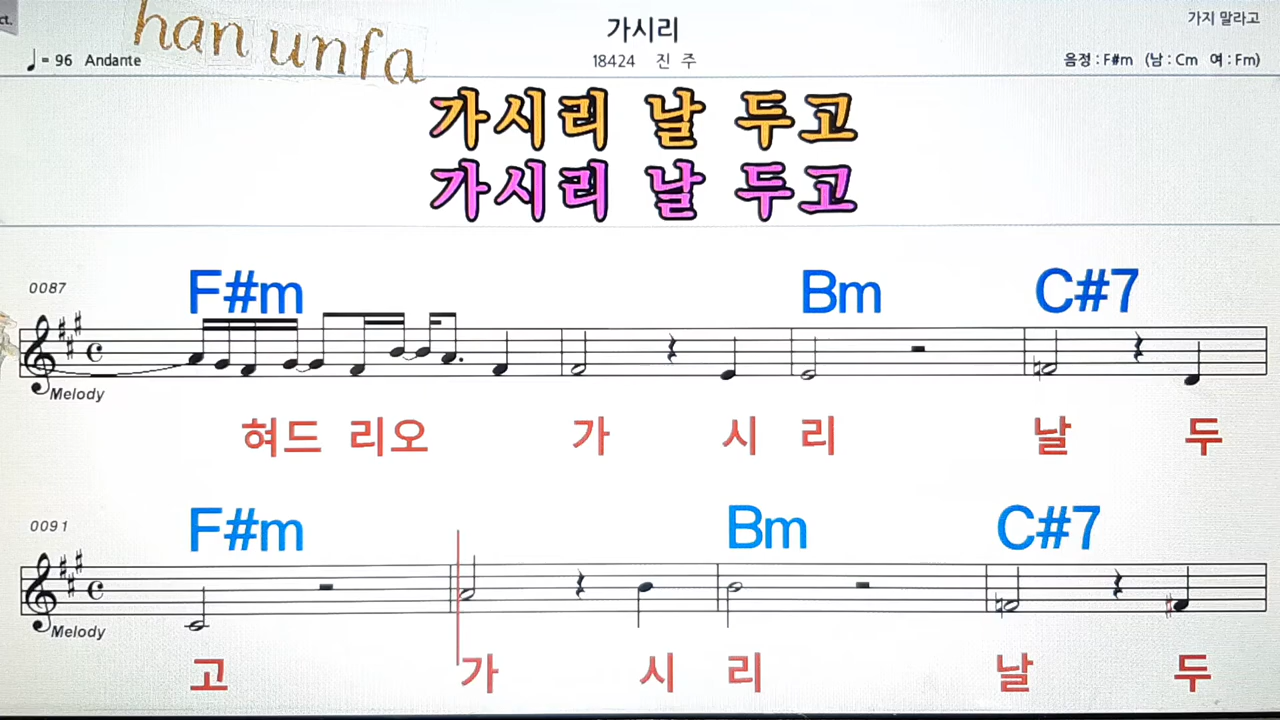 ct.
han unfa
가시리
가지 말라고
♩= 96 Andante
18424 진 주
음정 : F#m (남 : Cm 여 : Fm)
가시리 날 두고
가시리 날 두고
0087
F#m Bm C#7
Melody
혀드 리오 가 시 리 날 두
0091
F#m Bm C#7
Melody
고 가 시 리 날 두